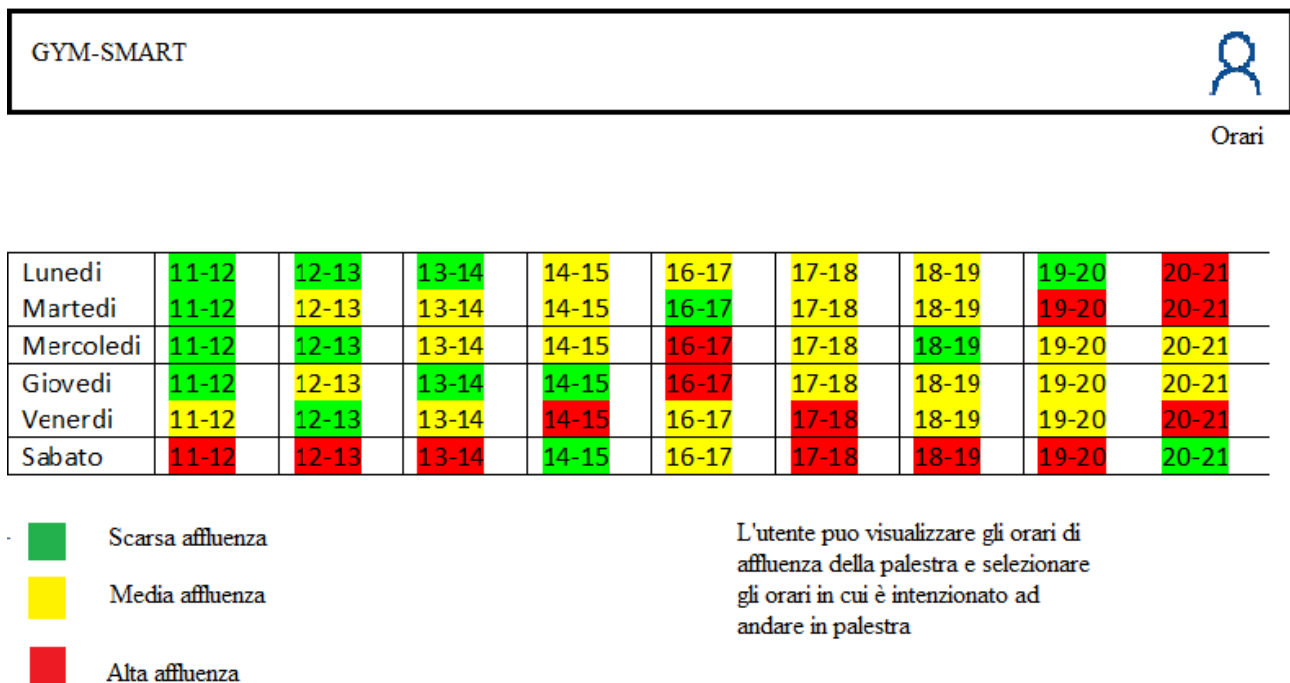 GYM-SMART
Orari
Lunedi 11-12 12-13 13-14 14-15 16-17 17-18 18-19 19-20 20-21
Martedi 11-12 12-13 13-14 14-15 16-17 17-18 18-19 19-20 20-21
Mercoledi 11-12 12-13 13-14 14-15 16-17 17-18 18-19 19-20 20-21
Giovedi 11-12 12-13 13-14 14-15 16-17 17-18 18-19 19-20 20-21
Venerdi 11-12 12-13 13-14 14-15 16-17 17-18 18-19 19-20 20-21
Sabato 11-12 12-13 13-14 14-15 16-17 17-18 18-19 19-20 20-21
Scarsa affluenza
Media affluenza
Alta affluenza
L'utente puo visualizzare gli orari di
affluenza della palestra e selezionare
gli orari in cui è intenzionato ad
andare in palestra